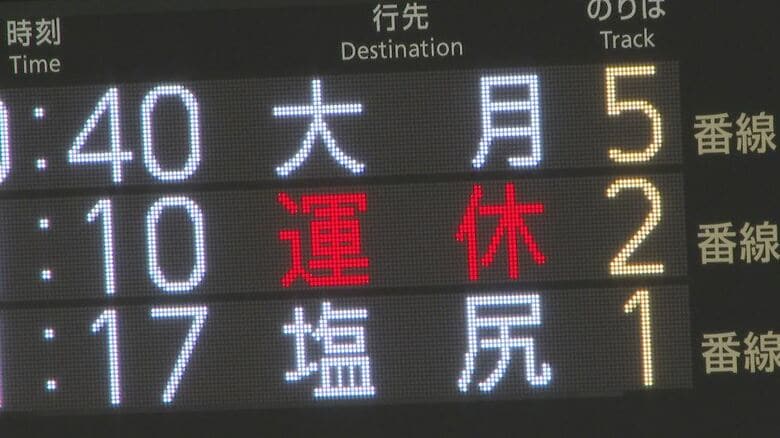 時刻 行先 のりば
Time Destination Track
:40 大月 5 番線
:10 運休 2 番線
:17 塩尻 1 番線